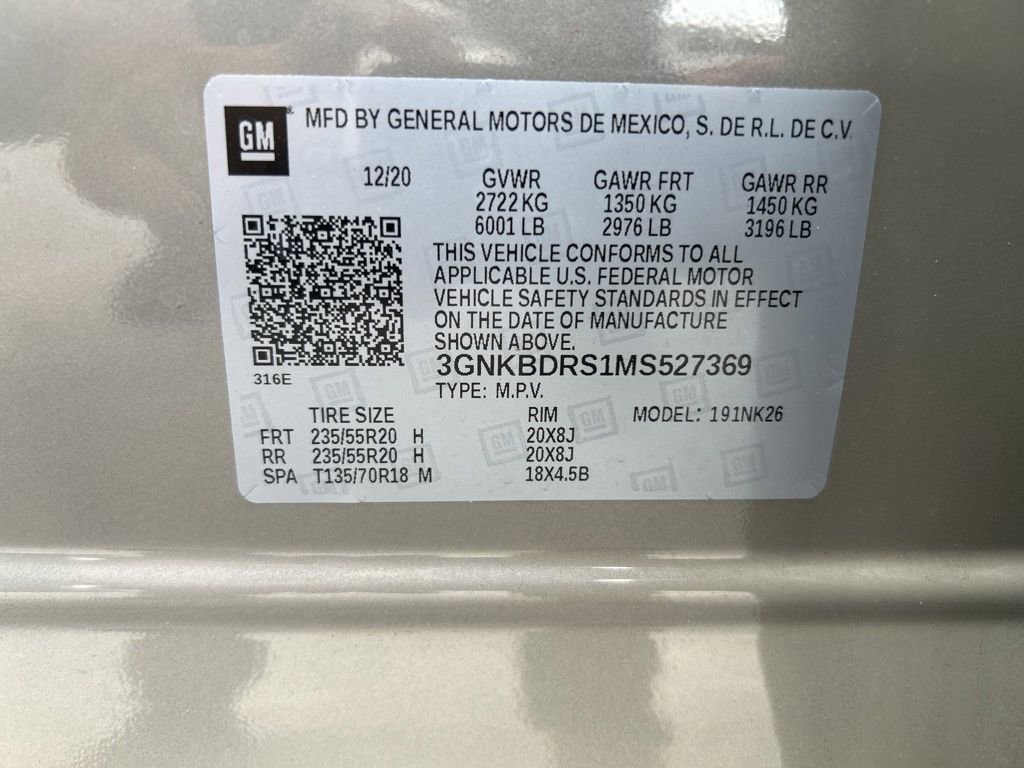 GM MFD BY GENERAL MOTORS DE MEXICO, S. DE R.L. DE C.V.
12/20 GVWR GAWR FRT GAWR RR
2722 KG 1350 KG 1450 KG
6001 LB 2976 LB 3196 LB
THIS VEHICLE CONFORMS TO ALL
APPLICABLE U.S. FEDERAL MOTOR
VEHICLE SAFETY STANDARDS IN EFFECT
ON THE DATE OF MANUFACTURE
SHOWN ABOVE.
3GNKBDRS1MS527369
316E
TYPE: M.P.V.
TIRE SIZE RIM MODEL: 191NK26
FRT 235/55R20 H 20X8J
RR 235/55R20 H 20X8J
SPA T135/70R18 M 18X4.5B